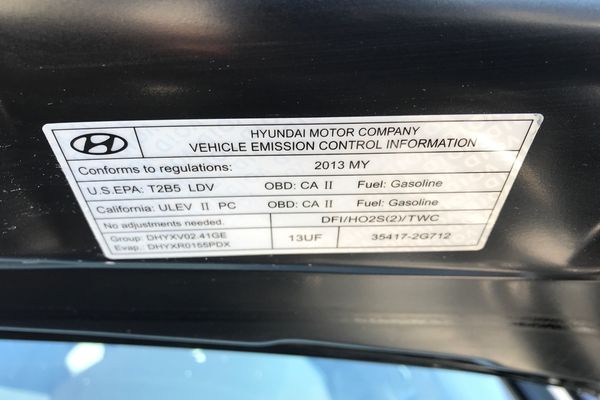 HYUNDAI MOTOR COMPANY
VEHICLE EMISSION CONTROL INFORMATION
Conforms to regulations: 2013 MY
U.S.EPA: T2B5 LDV OBD: CA II Fuel: Gasoline
California: ULEV II PC OBD: CA II Fuel: Gasoline
No adjustments needed. DFI/HO2S(2)/TWC
Group: DHYXV02.41GE
Evap.: DHYXR0155PDX
13UF 35417-2G712